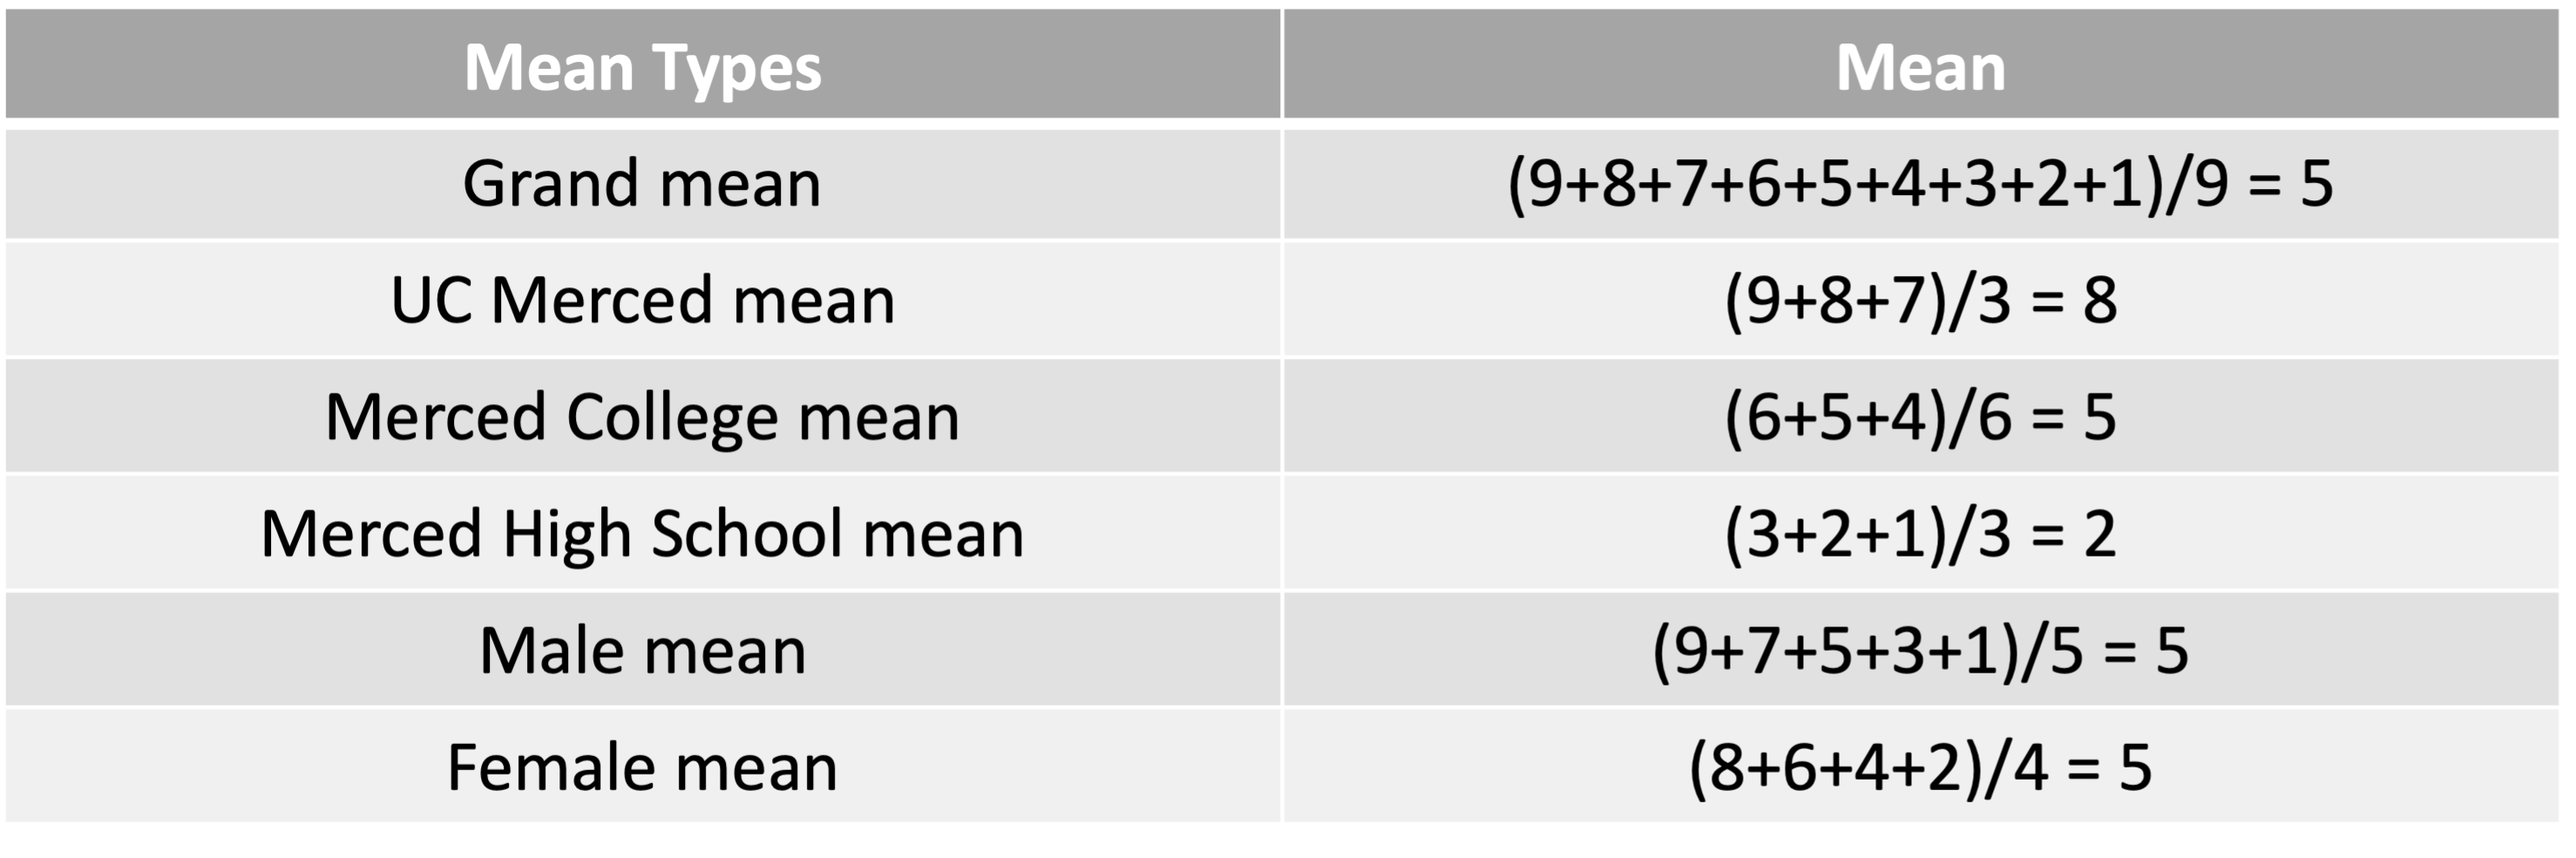 Mean Types Mean
Grand mean (9+8+7+6+5+4+3+2+1)/9 = 5
UC Merced mean (9+8+7)/3 = 8
Merced College mean (6+5+4)/6 = 5
Merced High School mean (3+2+1)/3 = 2
Male mean (9+7+5+3+1)/5 = 5
Female mean (8+6+4+2)/4 = 5